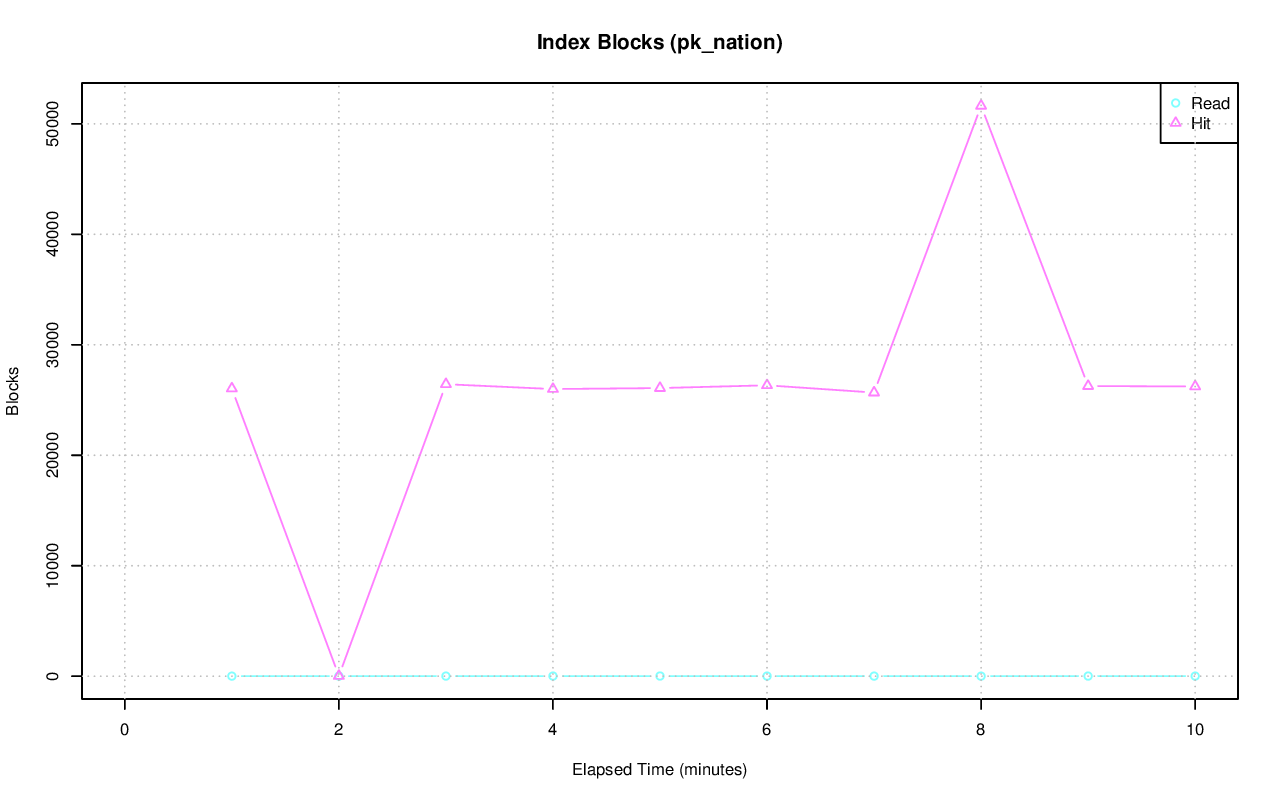 Index Blocks (pk_nation)
Read
Hit
50000
40000
30000
20000
10000
0
Blocks
0 2 4 6 8 10
Elapsed Time (minutes)